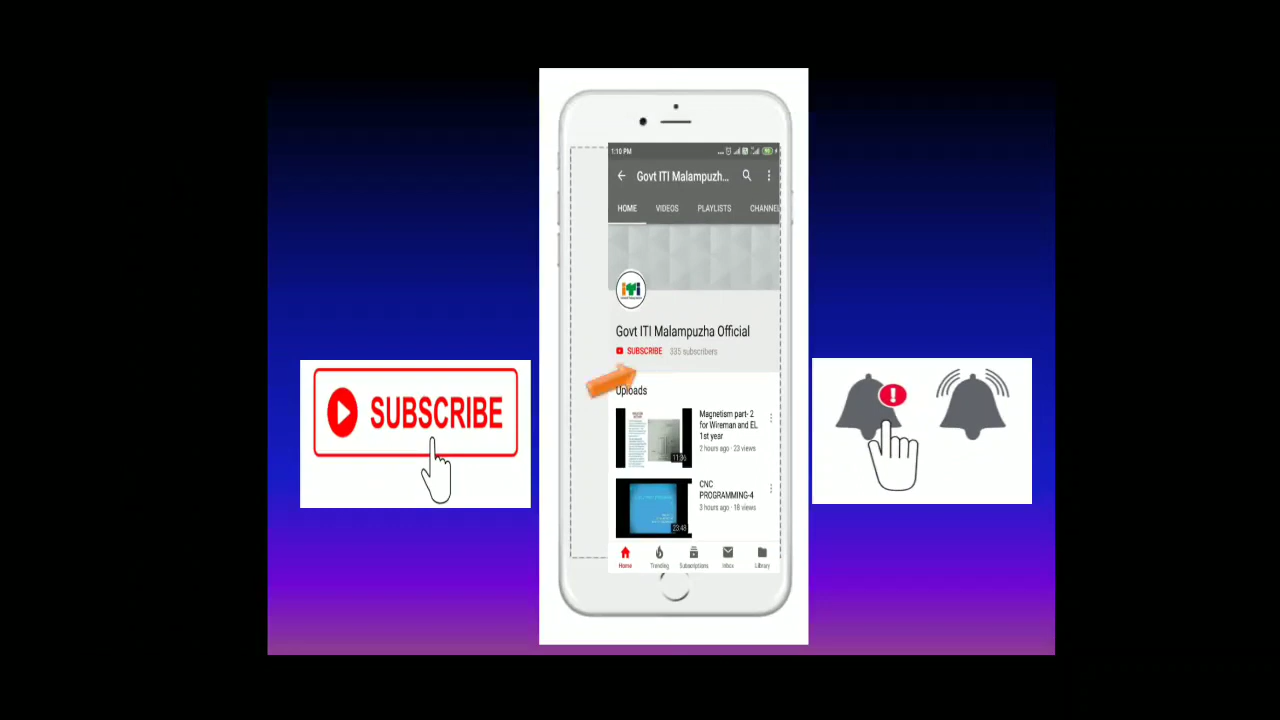 1:10 PM
Govt ITI Malampuzh...
HOME VIDEOS PLAYLISTS CHANNEL
iTi
Govt ITI Malampuzha Official
SUBSCRIBE 335 subscribers
SUBSCRIBE
!
Uploads
Magnetism part- 2
for Wireman and EL
1st year
2 hours ago · 23 views
11:36
CNC
PROGRAMMING-4
3 hours ago · 18 views
23:48
Home Trending Subscriptions Inbox Library